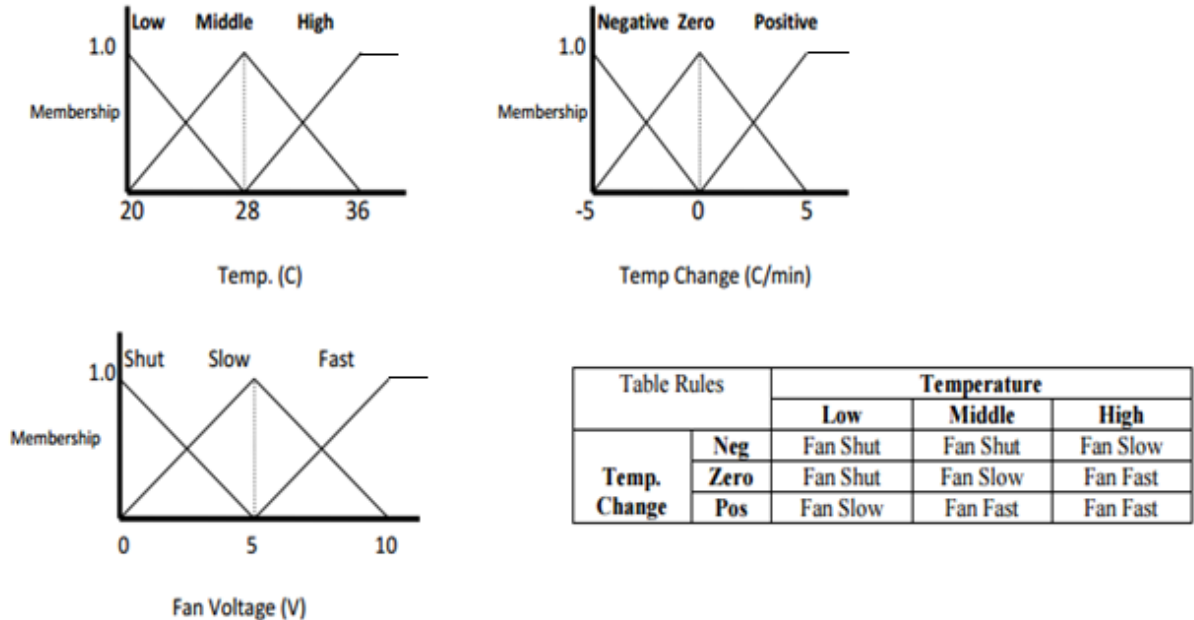 Low Middle High
1.0
Membership
20 28 36
Temp. (C)
Negative Zero Positive
1.0
Membership
-5 0 5
Temp Change (C/min)
Shut Slow Fast
1.0
Membership
0 5 10
Fan Voltage (V)
Table Rules Temperature
Low Middle High
Neg Fan Shut Fan Shut Fan Slow
Temp. Zero Fan Shut Fan Slow Fan Fast
Change Pos Fan Slow Fan Fast Fan Fast